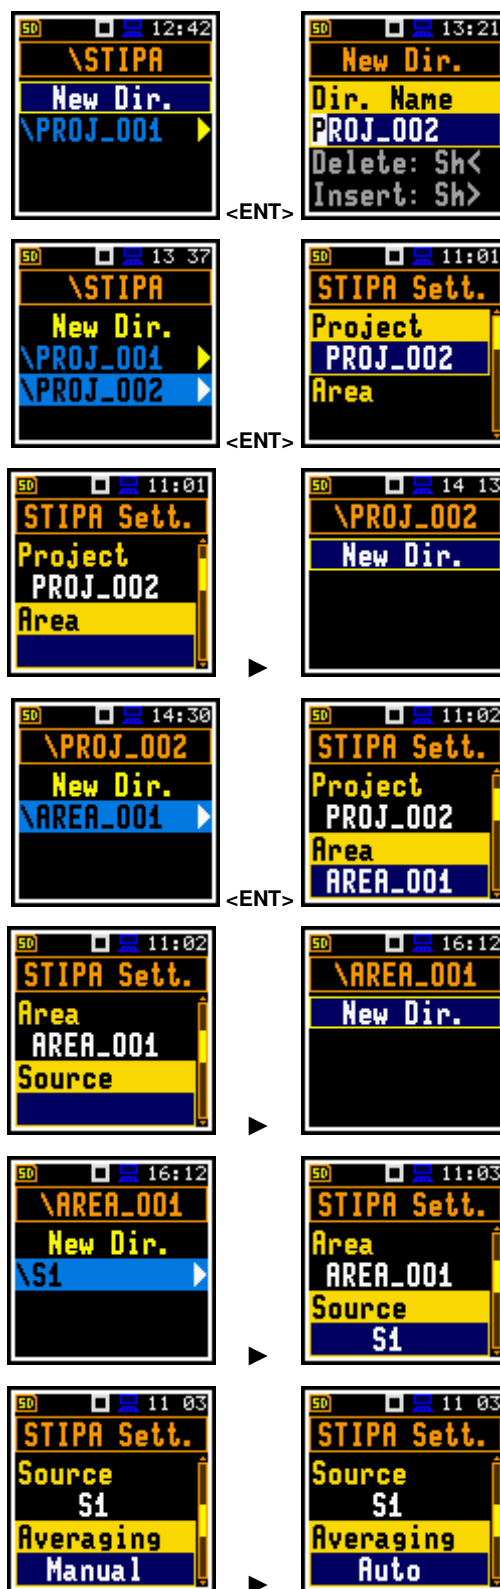 SD 12:42
\STIPA
New Dir.
\PROJ_001
<ENT>
SD 13:21
New Dir.
Dir. Name
PROJ_002
Delete: Sh<
Insert: Sh>
SD 13 37
\STIPA
New Dir.
\PROJ_001
\PROJ_002
<ENT>
SD 11:01
STIPA Sett.
Project
PROJ_002
Area
SD 11:01
STIPA Sett.
Project
PROJ_002
Area
SD 14 13
\PROJ_002
New Dir.
SD 14:30
\PROJ_002
New Dir.
\AREA_001
<ENT>
SD 11:02
STIPA Sett.
Project
PROJ_002
Area
AREA_001
SD 11:02
STIPA Sett.
Area
AREA_001
Source
SD 16:12
\AREA_001
New Dir.
SD 16:12
\AREA_001
New Dir.
\S1
SD 11:03
STIPA Sett.
Area
AREA_001
Source
S1
SD 11 03
STIPA Sett.
Source
S1
Averaging
Manual
SD 11 03
STIPA Sett.
Source
S1
Averaging
Auto